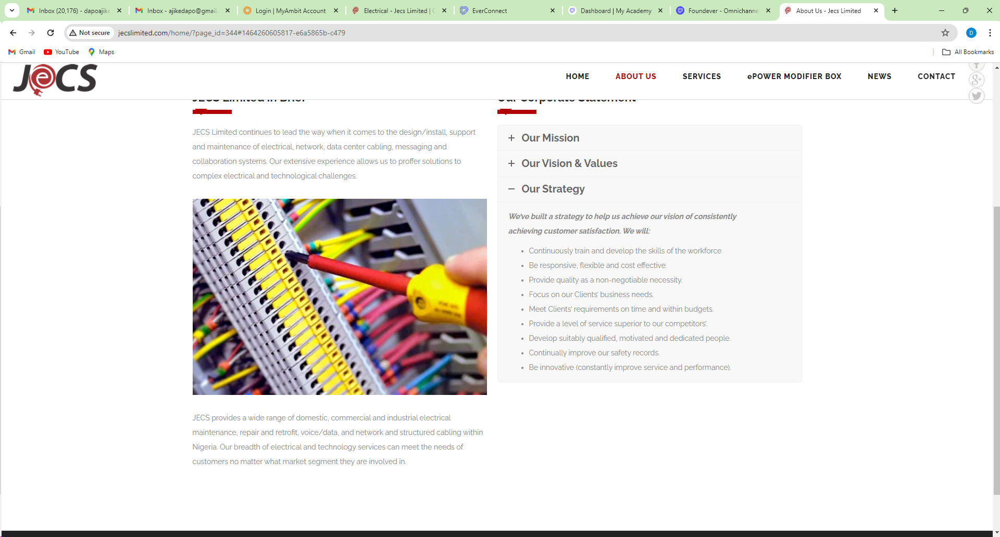 Inbox (20,176) - dapoajike
Inbox - ajikedapo@gmail.
Login | MyAmbit Account
Electrical - Jecs Limited | C
EverConnect
Dashboard | My Academy
Foundever - Omnichanne
About Us - Jecs Limited
Not secure
jecslimited.com/home/?page_id=344#1464260605817-e6a5865b-c479
D
Gmail
YouTube
Maps
All Bookmarks
JeCS
HOME
ABOUT US
SERVICES
ePOWER MODIFIER BOX
NEWS
CONTACT
JECS Limited in Brief
JECS Limited continues to lead the way when it comes to the design/install, support
and maintenance of electrical, network, data center cabling, messaging and
collaboration systems. Our extensive experience allows us to proffer solutions to
complex electrical and technological challenges.
JECS provides a wide range of domestic, commercial and industrial electrical
maintenance, repair and retrofit, voice/data, and network and structured cabling within
Nigeria. Our breadth of electrical and technology services can meet the needs of
customers no matter what market segment they are involved in.
Our Corporate Statement
Our Mission
Our Vision & Values
Our Strategy
We've built a strategy to help us achieve our vision of consistently
achieving customer satisfaction. We will:
• Continuously train and develop the skills of the workforce
• Be responsive, flexible and cost effective.
• Provide quality as a non-negotiable necessity.
• Focus on our Clients' business needs.
• Meet Clients' requirements on time and within budgets.
• Provide a level of service superior to our competitors'.
• Develop suitably qualified, motivated and dedicated people.
• Continually improve our safety records.
• Be innovative (constantly improve service and performance).